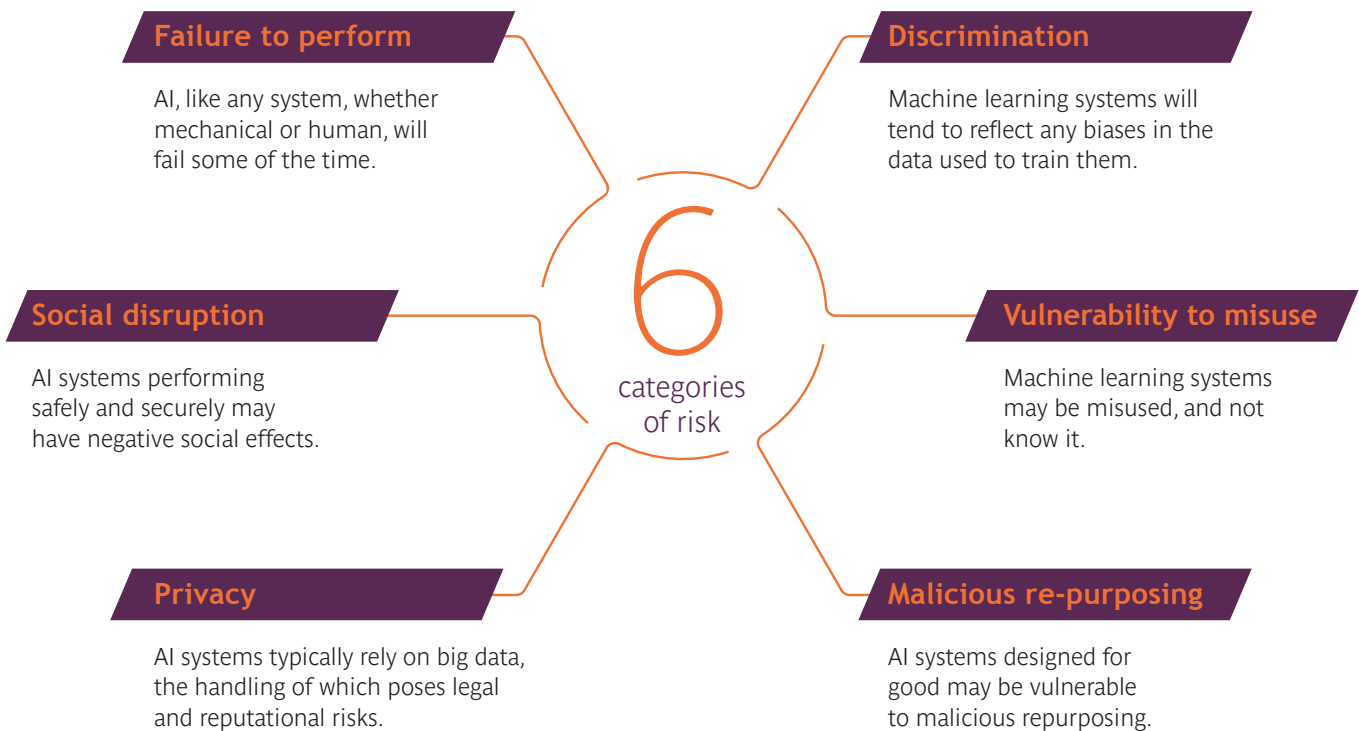 Failure to perform
AI, like any system, whether
mechanical or human, will
fail some of the time.
Discrimination
Machine learning systems will
tend to reflect any biases in the
data used to train them.
6
categories
of risk
Social disruption
AI systems performing
safely and securely may
have negative social effects.
Vulnerability to misuse
Machine learning systems
may be misused, and not
know it.
Privacy
AI systems typically rely on big data,
the handling of which poses legal
and reputational risks.
Malicious re-purposing
AI systems designed for
good may be vulnerable
to malicious repurposing.